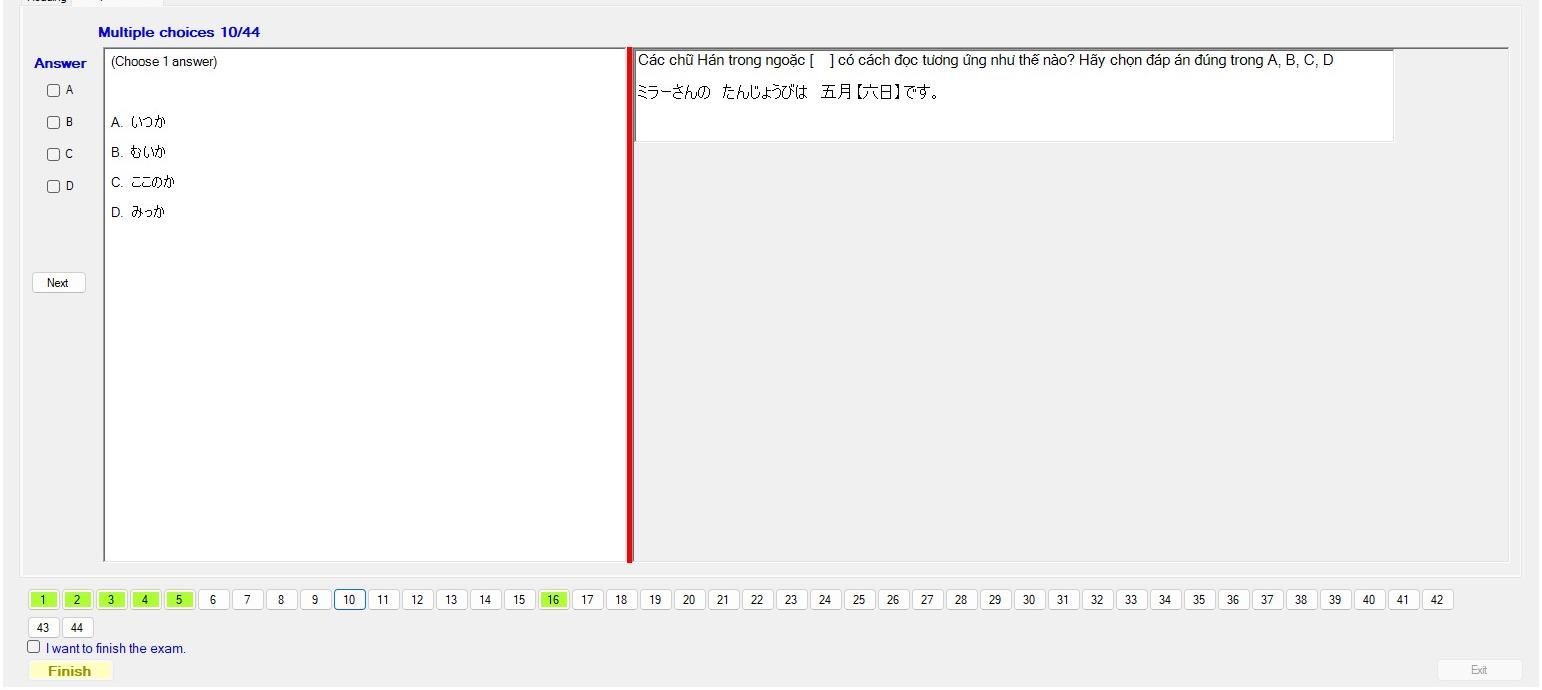 Multiple choices 10/44
Answer
(Choose 1 answer)
A
B
C
D
A. いつか
B. むいか
C. ここのか
D. みっか
Next
Các chữ Hán trong ngoặc [ ] có cách đọc tương ứng như thế nào? Hãy chọn đáp án đúng trong A, B, C, D
ミラーさんの たんじょうびは 五月【六日】です。
1 2 3 4 5 6 7 8 9 10 11 12 13 14 15 16 17 18 19 20 21 22 23 24 25 26 27 28 29 30 31 32 33 34 35 36 37 38 39 40 41 42
43 44
I want to finish the exam.
Finish
Exit